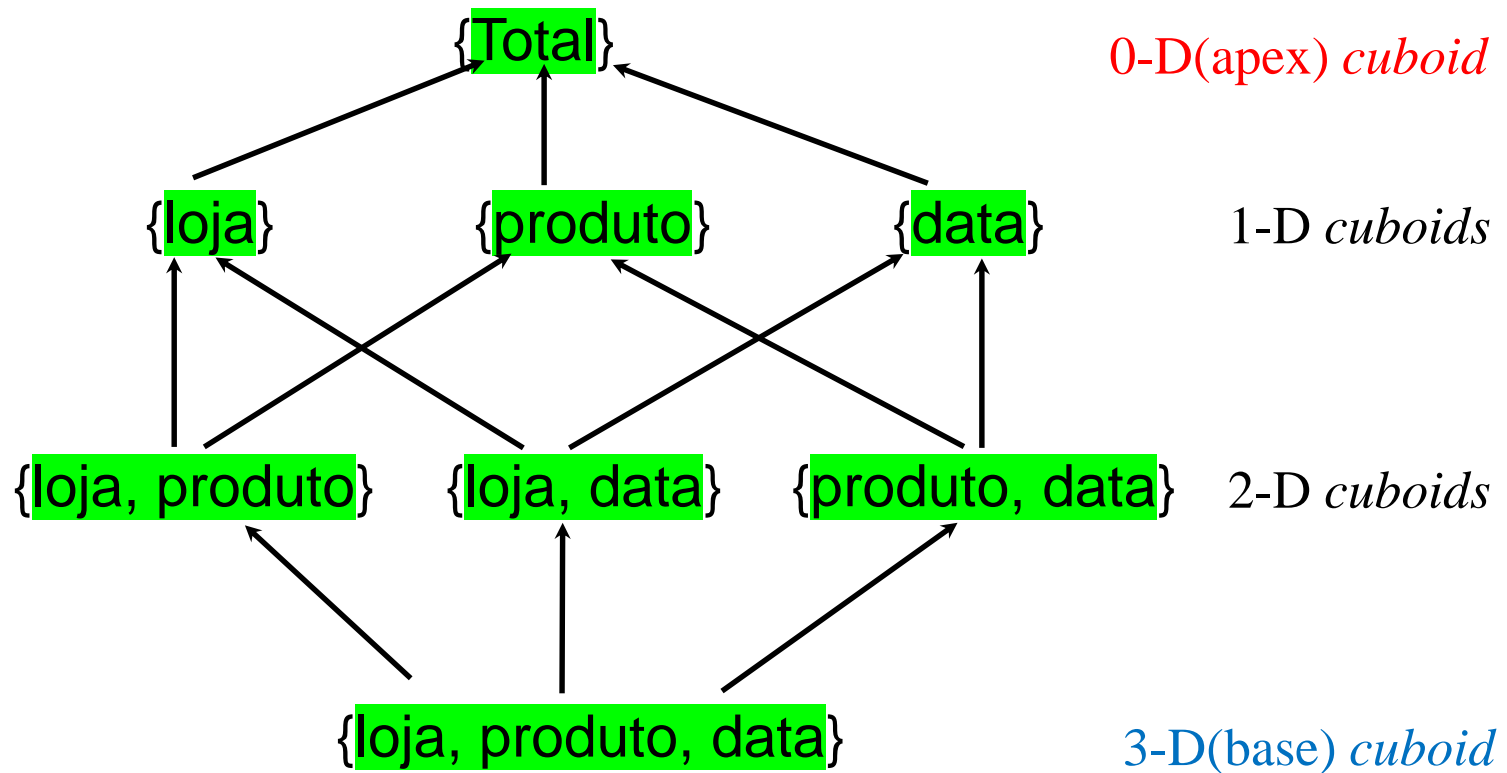 {Total} 0-D(apex) cuboid
{loja} {produto} {data} 1-D cuboids
{loja, produto} {loja, data} {produto, data} 2-D cuboids
{loja, produto, data} 3-D(base) cuboid